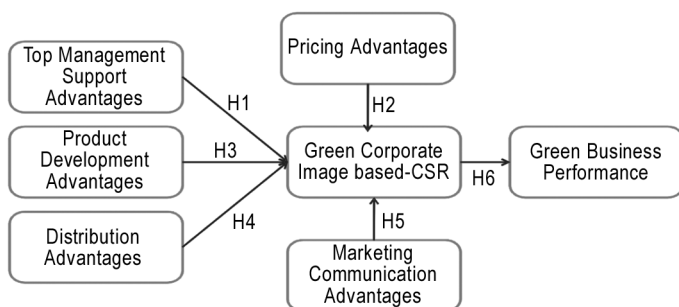 Top Management
Support
Advantages
Pricing Advantages
H1
H2
Product
Development
Advantages
H3
Green Corporate
Image based-CSR
H6
Green Business
Performance
H4
Distribution
Advantages
H5
Marketing
Communication
Advantages